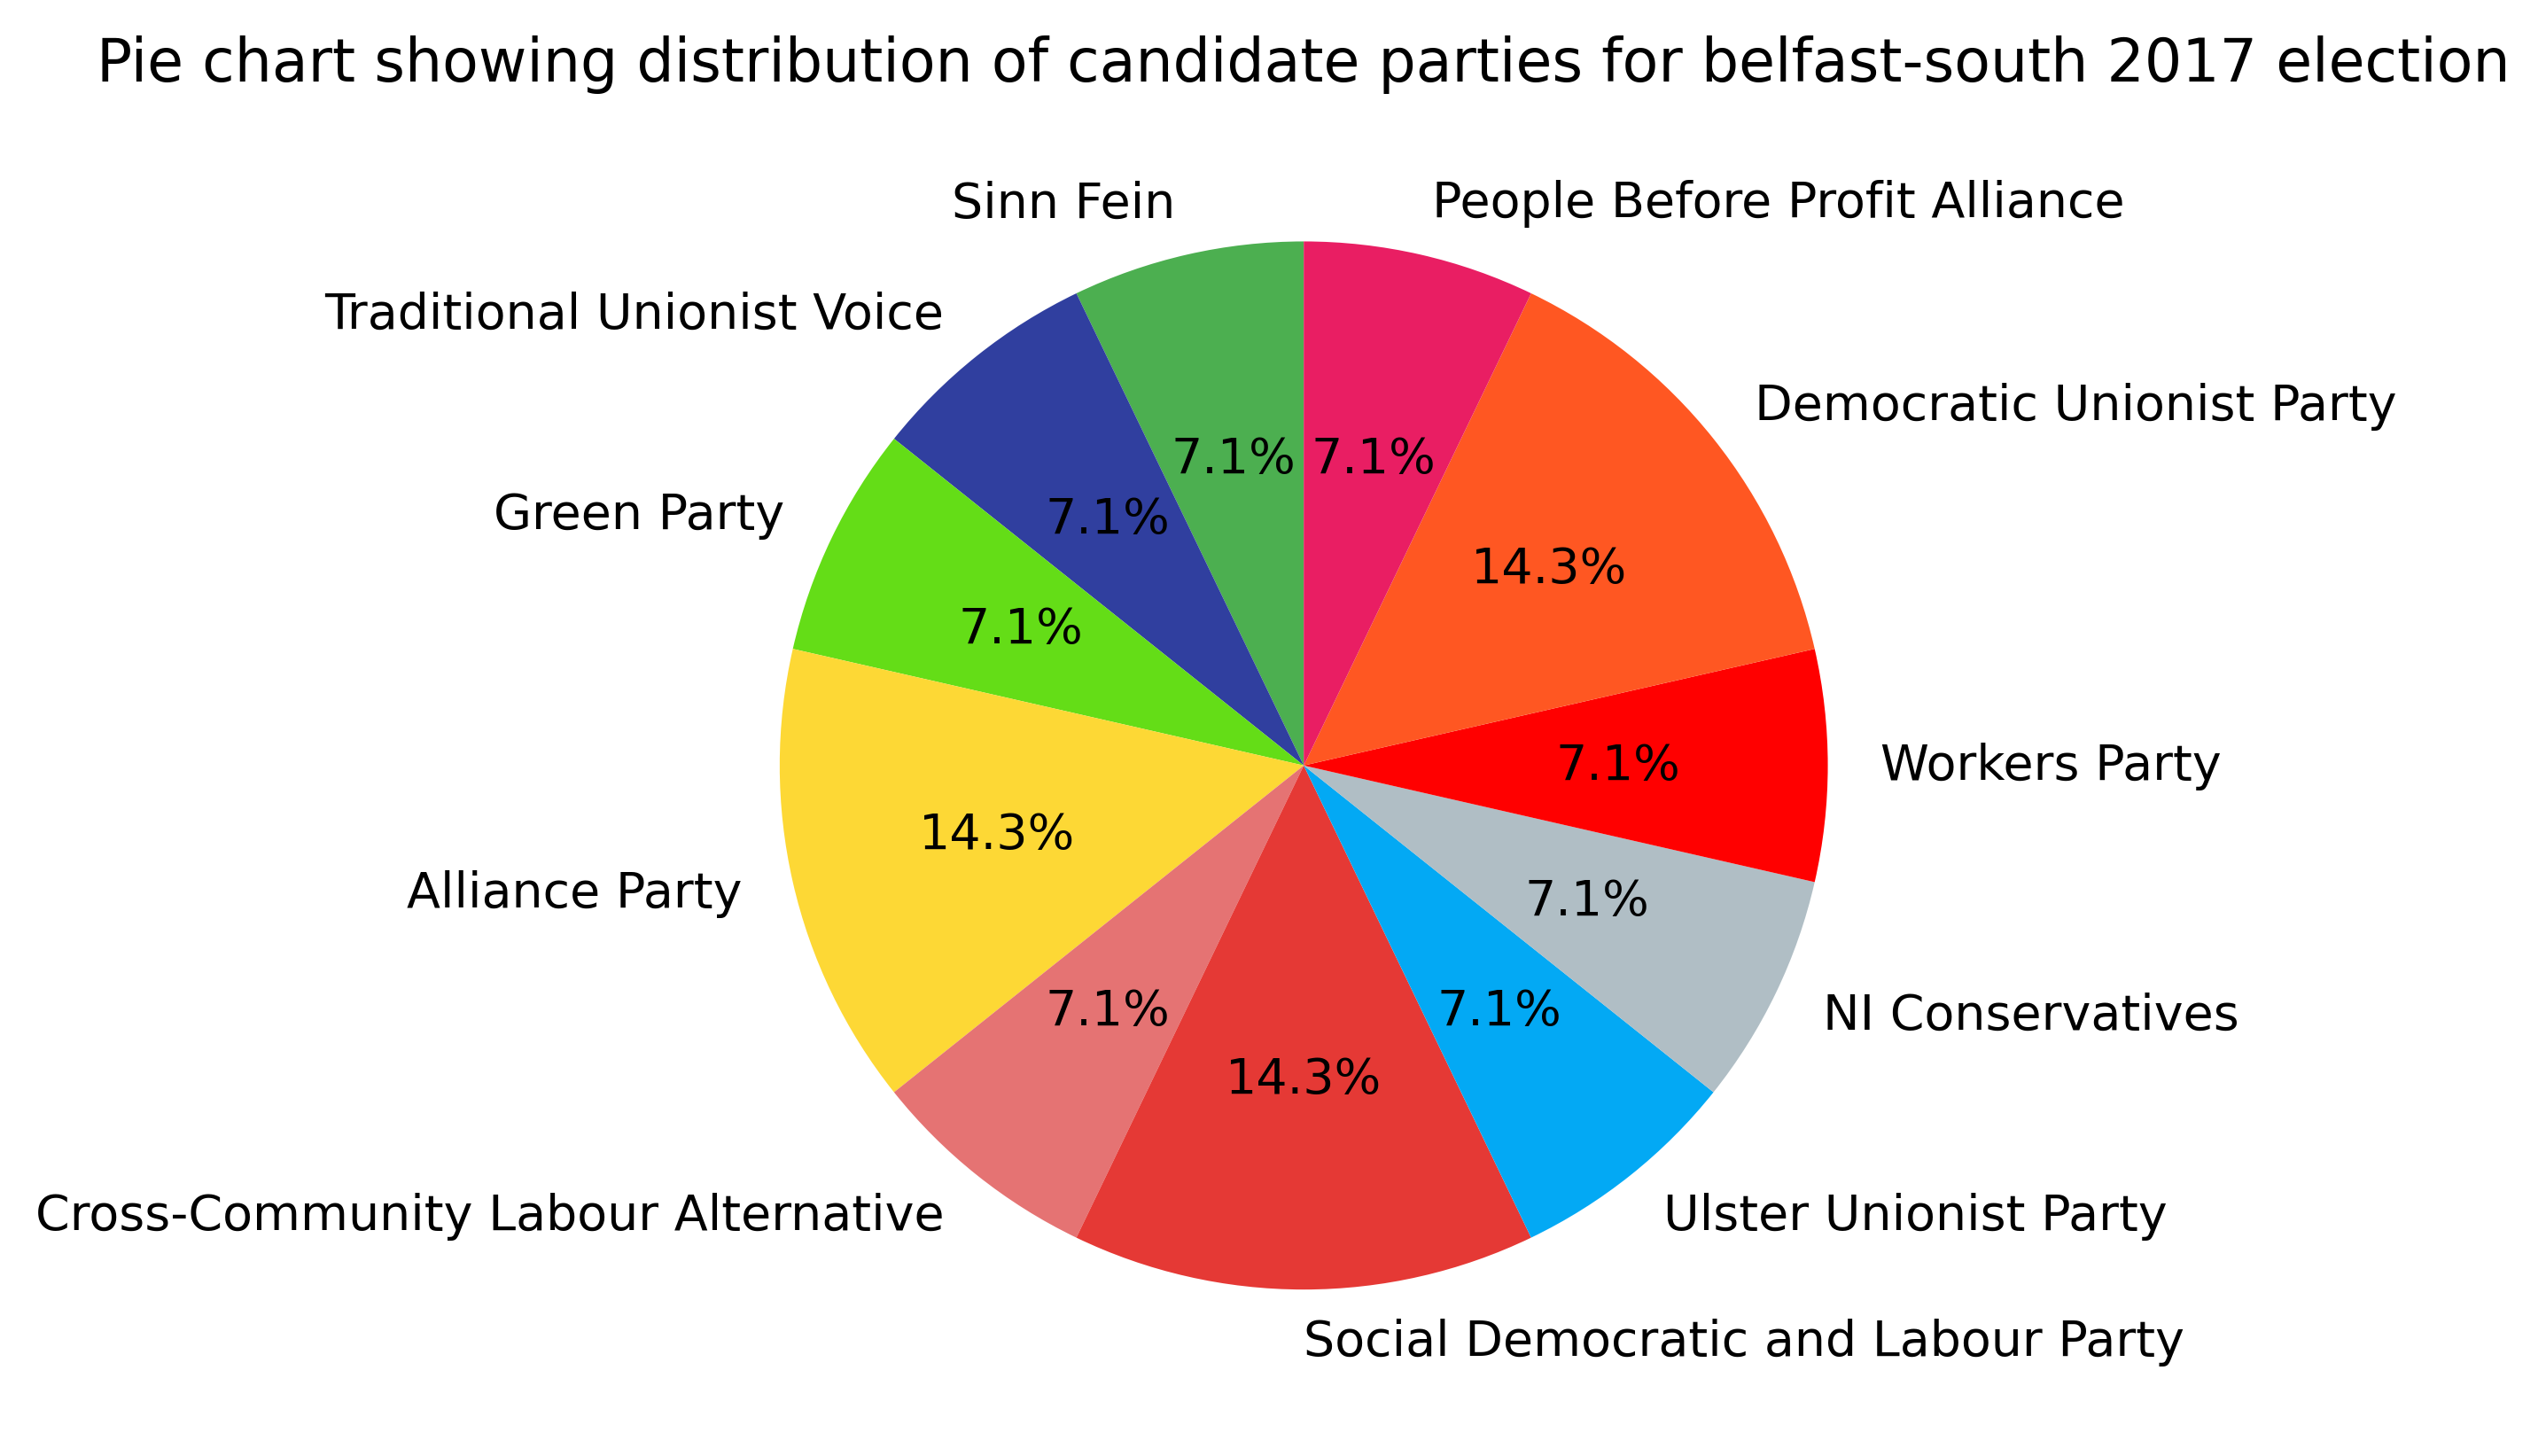 Pie chart showing distribution of candidate parties for belfast-south 2017 election
Sinn Fein
People Before Profit Alliance
Traditional Unionist Voice
Democratic Unionist Party
7.1%
7.1%
Green Party
7.1%
14.3%
7.1%
Workers Party
7.1%
14.3%
Alliance Party
7.1%
NI Conservatives
7.1%
7.1%
14.3%
Cross-Community Labour Alternative
Ulster Unionist Party
Social Democratic and Labour Party